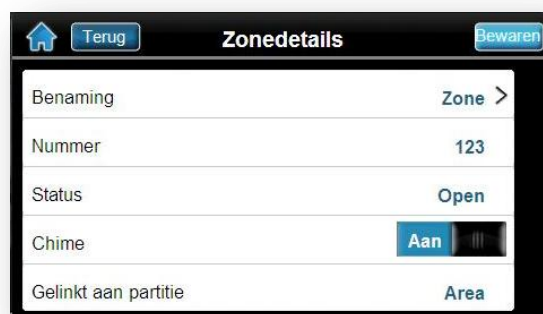 Terug Zonedetails Bewaren
Benaming Zone >
Nummer 123
Status Open
Chime Aan
Gelinkt aan partitie Area